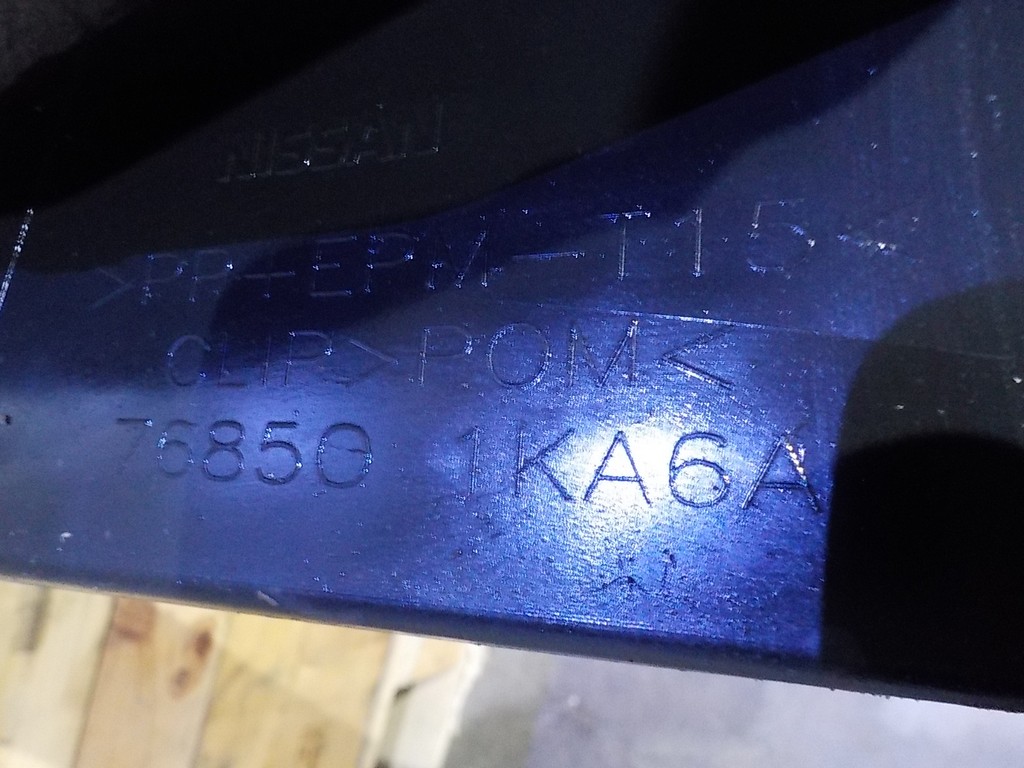 NISSAN
>PP+EPM-T15<
CLIP>POM<
76850 1KA6A